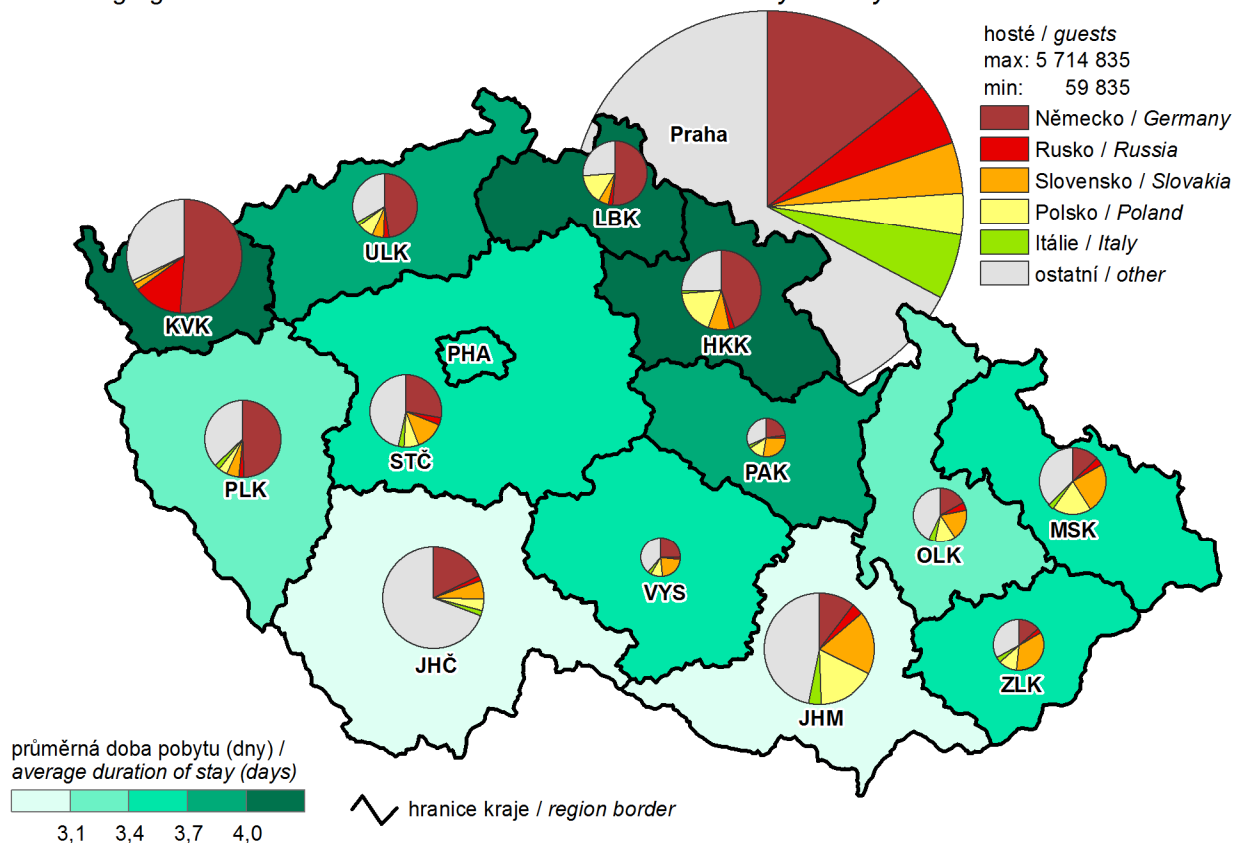 hosté / guests
max: 5 714 835
min: 59 835
Německo / Germany
Rusko / Russia
Slovensko / Slovakia
Polsko / Poland
Itálie / Italy
ostatní / other
Praha
LBK
ULK
KVK
HKK
PHA
STČ
PAK
PLK
MSK
OLK
VYS
JHČ
ZLK
JHM
průměrná doba pobytu (dny) /
average duration of stay (days)
3,1 3,4 3,7 4,0
hranice kraje / region border